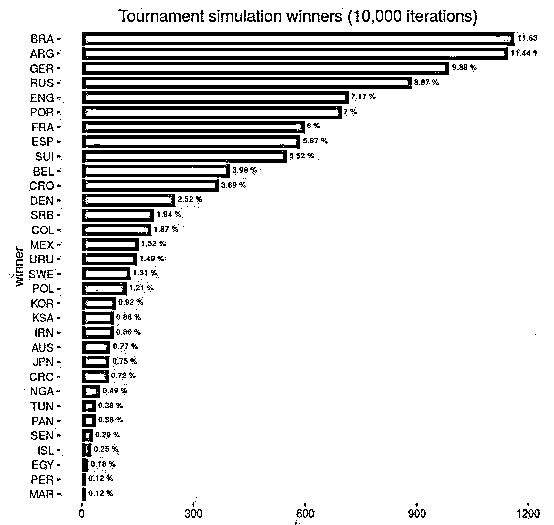 Tournament simulation winners (10,000 iterations)
winner
BRA 11.63
ARG 11.44
GER 9.88 %
RUS 8.87 %
ENG 7.17 %
POR 7 %
FRA 6 %
ESP 5.87 %
SUI 5.52 %
BEL 3.98 %
CRO 3.69 %
DEN 2.52 %
SRB 1.94 %
COL 1.87 %
MEX 1.52 %
URU 1.49 %
SWE 1.31 %
POL 1.21 %
KOR 0.92 %
KSA 0.86 %
IRN 0.86 %
AUS 0.77 %
JPN 0.75 %
CRC 0.72 %
NGA 0.49 %
TUN 0.38 %
PAN 0.38 %
SEN 0.29 %
ISL 0.25 %
EGY 0.18 %
PER 0.12 %
MAR 0.12 %
0 300 600 900 1200